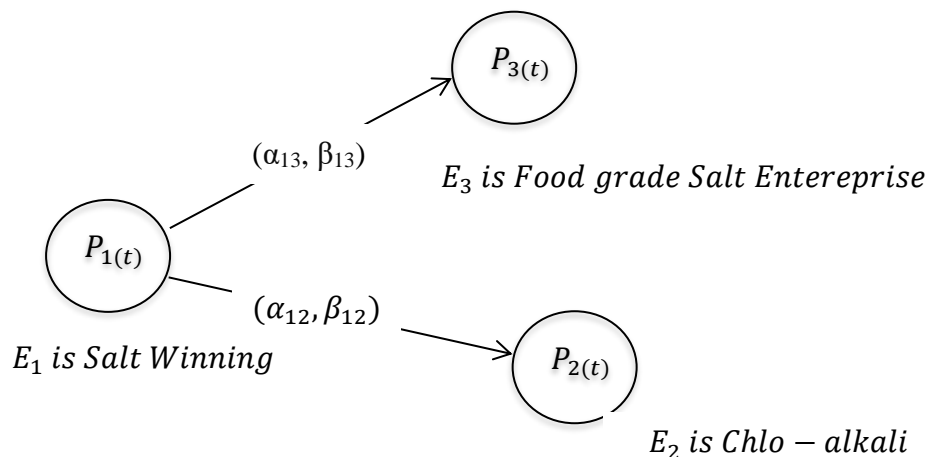 P₃₍ₜ₎
(α₁₃, β₁₃)
E₃ is Food grade Salt Entereprise
P₁₍ₜ₎
(α₁₂, β₁₂)
E₁ is Salt Winning
P₂₍ₜ₎
E₂ is Chlo − alkali